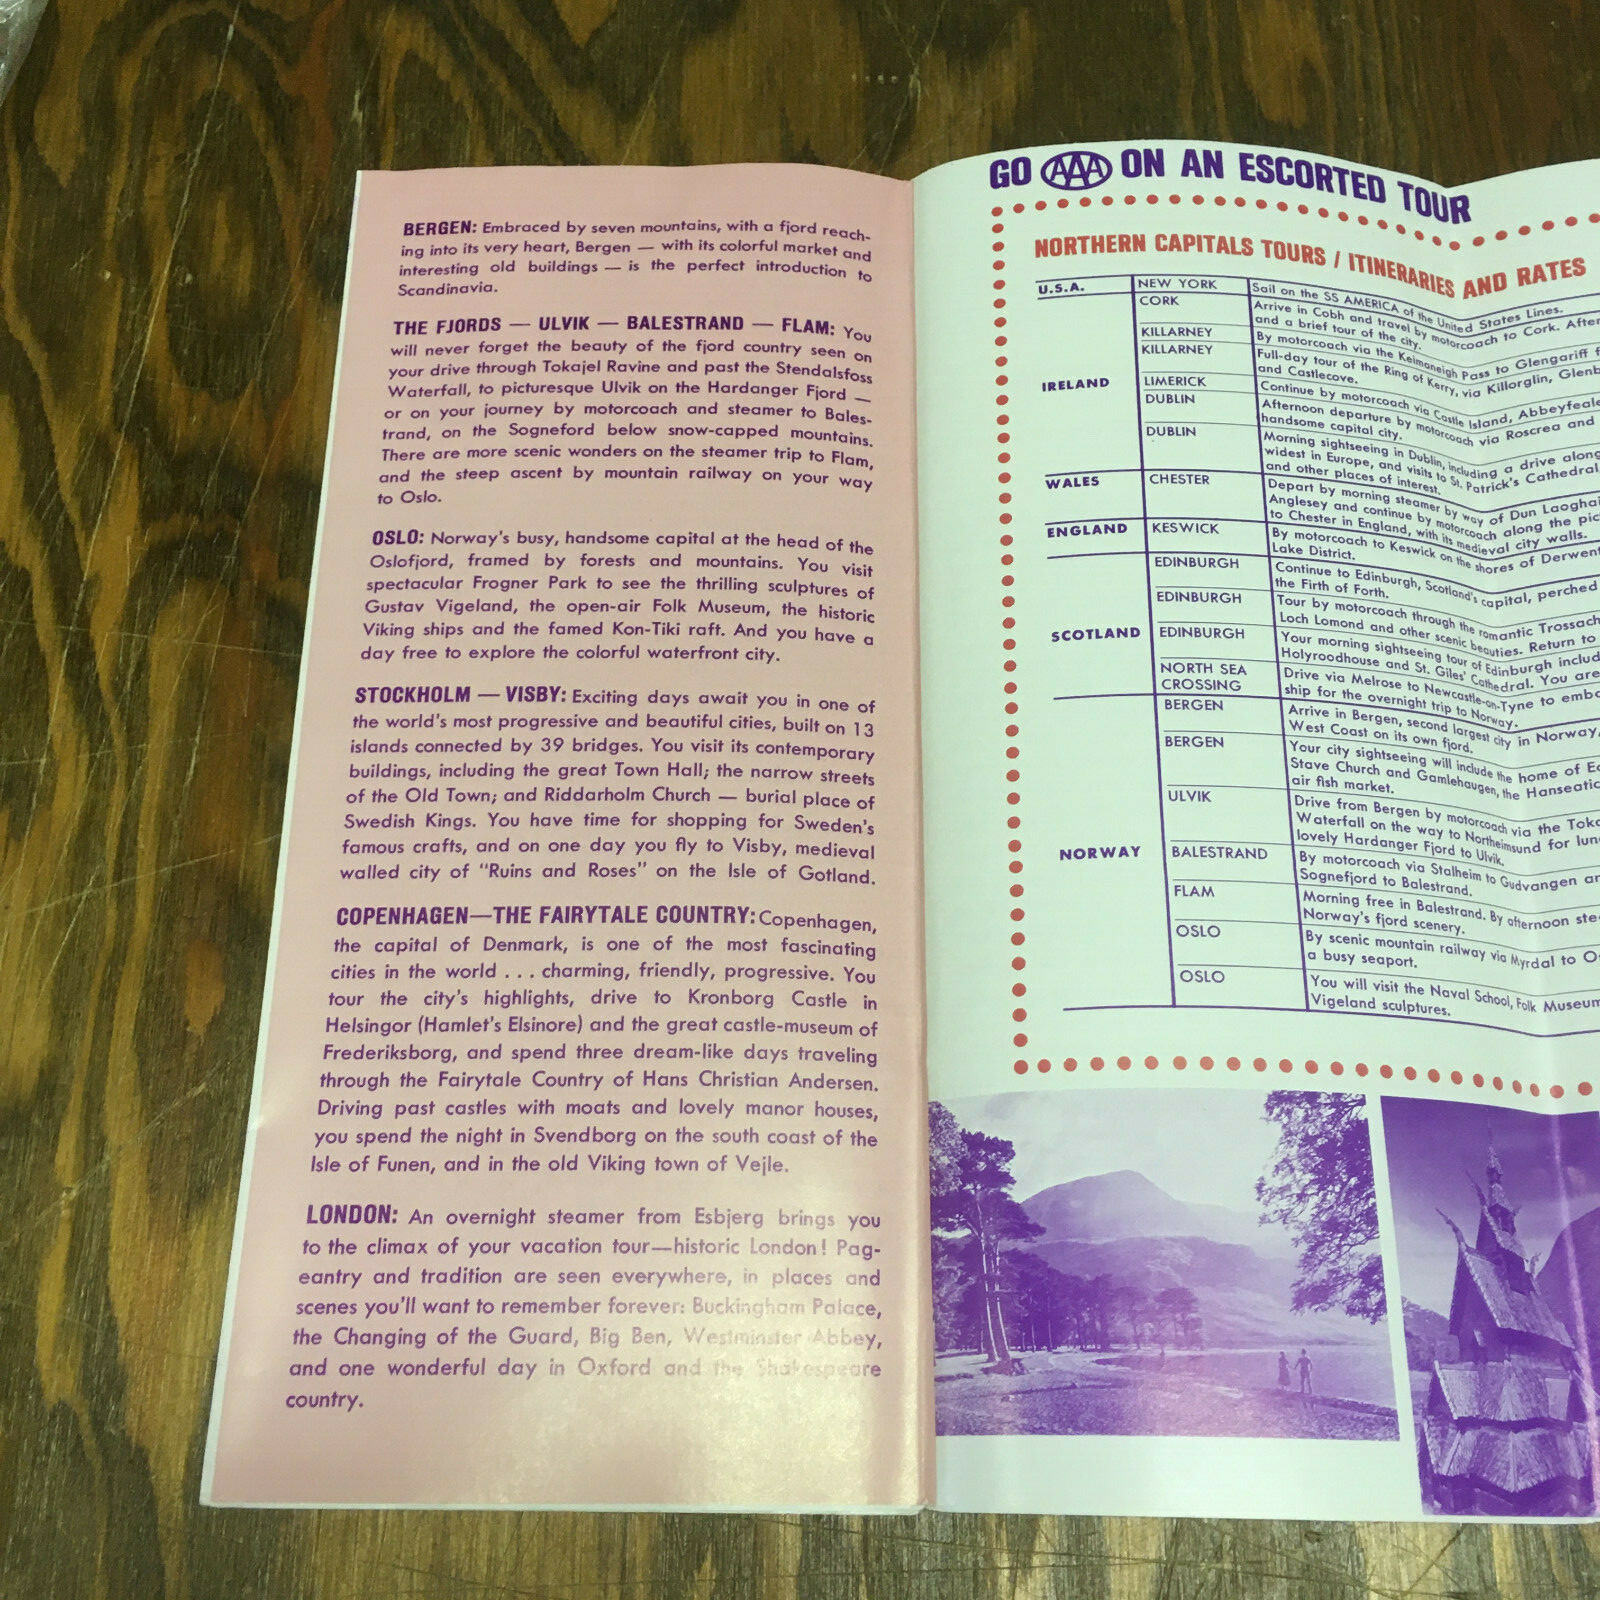 BERGEN: Embraced by seven mountains, with a fjord reach-
ing into its very heart, Bergen — with its colorful market and
interesting old buildings — is the perfect introduction to
Scandinavia.
THE FJORDS — ULVIK — BALESTRAND — FLAM: You
will never forget the beauty of the fjord country seen on
your drive through Tokajel Ravine and past the Stendalsfoss
Waterfall, to picturesque Ulvik on the Hardanger Fjord —
or on your journey by motorcoach and steamer to Bales-
trand, on the Sogneford below snow-capped mountains.
There are more scenic wonders on the steamer trip to Flam,
and the steep ascent by mountain railway on your way
to Oslo.
OSLO: Norway's busy, handsome capital at the head of the
Oslofjord, framed by forests and mountains. You visit
spectacular Frogner Park to see the thrilling sculptures of
Gustav Vigeland, the open-air Folk Museum, the historic
Viking ships and the famed Kon-Tiki raft. And you have a
day free to explore the colorful waterfront city.
STOCKHOLM — VISBY: Exciting days await you in one of
the world's most progressive and beautiful cities, built on 13
islands connected by 39 bridges. You visit its contemporary
buildings, including the great Town Hall; the narrow streets
of the Old Town; and Riddarholm Church — burial place of
Swedish Kings. You have time for shopping for Sweden's
famous crafts, and on one day you fly to Visby, medieval
walled city of "Ruins and Roses" on the Isle of Gotland.
COPENHAGEN—THE FAIRYTALE COUNTRY: Copenhagen,
the capital of Denmark, is one of the most fascinating
cities in the world . . . charming, friendly, progressive. You
tour the city's highlights, drive to Kronborg Castle in
Helsingor (Hamlet's Elsinore) and the great castle-museum of
Frederiksborg, and spend three dream-like days traveling
through the Fairytale Country of Hans Christian Andersen.
Driving past castles with moats and lovely manor houses,
you spend the night in Svendborg on the south coast of the
Isle of Funen, and in the old Viking town of Vejle.
LONDON: An overnight steamer from Esbjerg brings you
to the climax of your vacation tour—historic London! Pag-
eantry and tradition are seen everywhere, in places and
scenes you'll want to remember forever: Buckingham Palace,
the Changing of the Guard, Big Ben, Westminster Abbey,
and one wonderful day in Oxford and the Shakespeare
country.
GO AAA ON AN ESCORTED TOUR
NORTHERN CAPITALS TOURS / ITINERARIES AND RATES
U.S.A. NEW YORK Sail on the SS AMERICA of the United States Lines.
IRELAND
CORK Arrive in Cobh and travel by motorcoach to Cork. After
and a brief tour of the city.
KILLARNEY By motorcoach via the Keimaneigh Pass to Glengariff
KILLARNEY Full-day tour of the Ring of Kerry, via Killorglin,
and Castlecove.
LIMERICK Continue by motorcoach via Castle Island,
DUBLIN Afternoon departure by motorcoach via Roscrea and
handsome capital city.
DUBLIN Morning sightseeing in Dublin, including a drive along
widest in Europe, and visits to St. Patrick's Cathedral,
and other places of interest.
WALES CHESTER Depart by morning steamer by way of Dun
Anglesey and continue by motorcoach along the
to Chester in England, with its medieval city walls.
ENGLAND KESWICK By motorcoach to Keswick on the shores of
Lake District.
SCOTLAND
EDINBURGH Continue to Edinburgh, Scotland's capital, perched
the Firth of Forth.
EDINBURGH Tour by motorcoach through the romantic
Loch Lomond and other scenic beauties. Return to
EDINBURGH Your morning sightseeing tour of Edinburgh
Holyroodhouse and St. Giles' Cathedral. You are
NORTH SEA Drive via Melrose to Newcastle-on-Tyne to
CROSSING ship for the overnight trip to Norway.
NORWAY
BERGEN Arrive in Bergen, second largest city in Norway,
West Coast on its own fjord.
BERGEN Your city sightseeing will include the home of
Stave Church and Gamlehaugen, the
air fish market.
ULVIK Drive from Bergen by motorcoach via the
Waterfall on the way to Northeimsund for
lovely Hardanger Fjord to Ulvik.
BALESTRAND By motorcoach via Stalheim to Gudvangen
Sognefjord to Balestrand.
FLAM Morning free in Balestrand. By afternoon
Norway's fjord scenery.
OSLO By scenic mountain railway via Myrdal to
a busy seaport.
OSLO You will visit the Naval School, Folk
Vigeland sculptures.